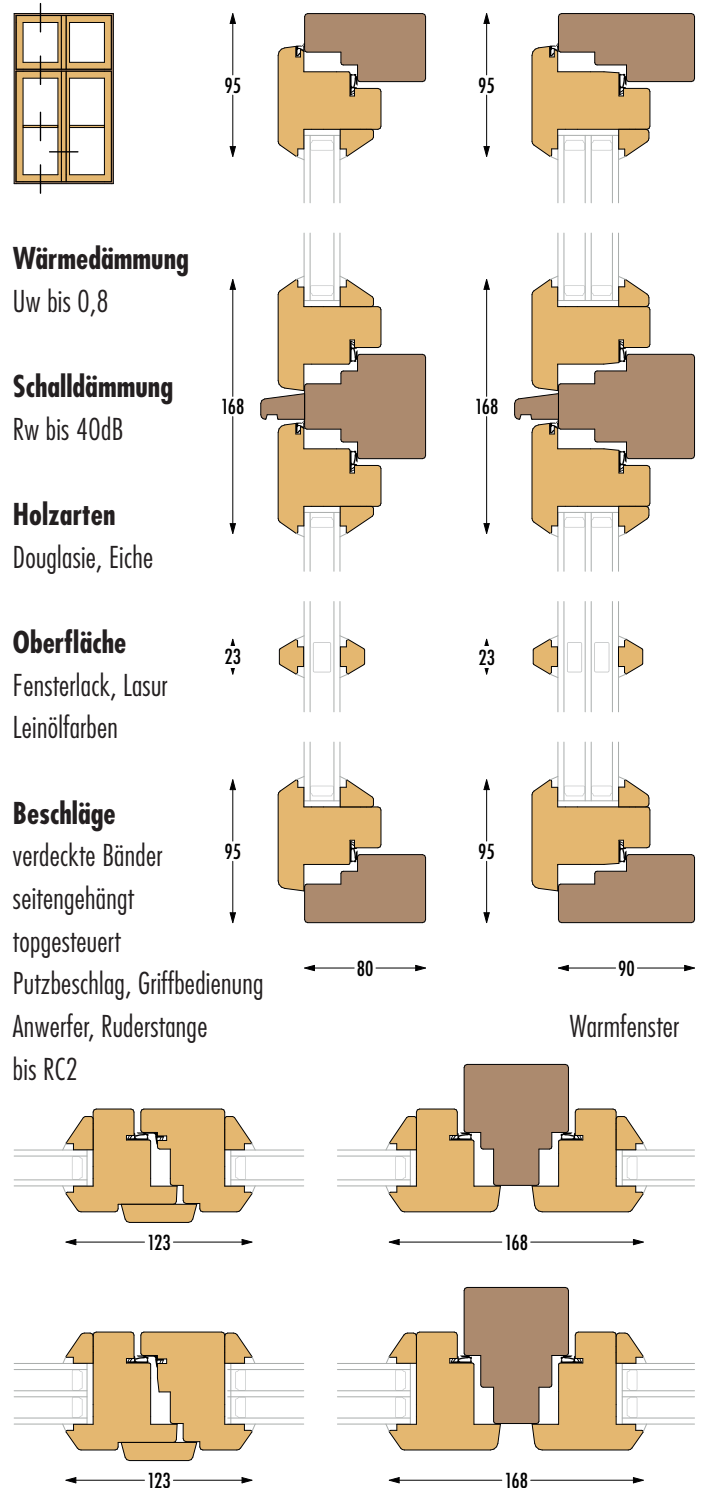 95
95
Wärmedämmung
Uw bis 0,8
168
168
Schalldämmung
Rw bis 40dB
Holzarten
Douglasie, Eiche
Oberfläche
23
23
Fensterlack, Lasur
Leinölfarben
Beschläge
verdeckte Bänder
95
95
seitengehängt
topgesteuert
Putzbeschlag, Griffbedienung
80
90
Anwerfer, Ruderstange
Warmfenster
bis RC2
123
168
123
168